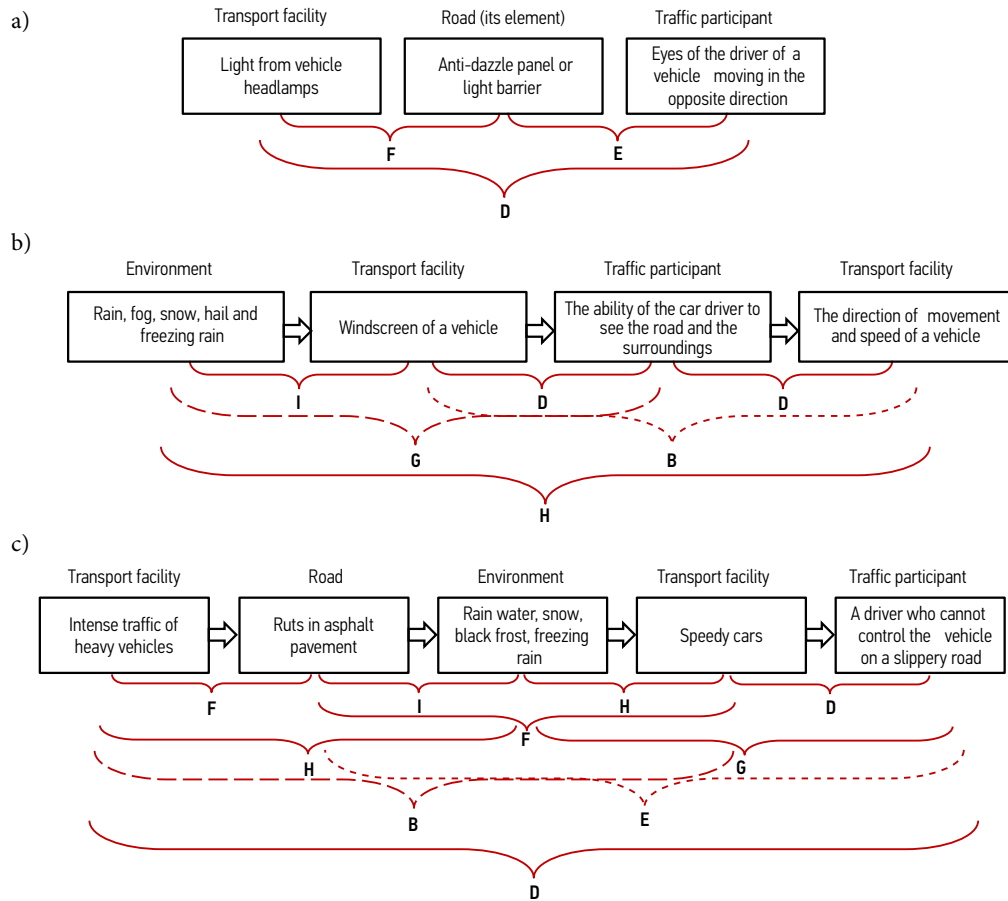 a)
Transport facility
Road (its element)
Traffic participant
Light from vehicle
headlamps
Anti-dazzle panel or
light barrier
Eyes of the driver of a
vehicle moving in the
opposite direction
F
E
D
b)
Environment
Transport facility
Traffic participant
Transport facility
Rain, fog, snow, hail and
freezing rain
Windscreen of a vehicle
The ability of the car driver to
see the road and the
surroundings
The direction of movement
and speed of a vehicle
I
D
D
G
B
H
c)
Transport facility
Road
Environment
Transport facility
Traffic participant
Intense traffic of
heavy vehicles
Ruts in asphalt
pavement
Rain water, snow,
black frost, freezing
rain
Speedy cars
A driver who cannot
control the vehicle
on a slippery road
F
I
H
D
F
H
G
B
E
D